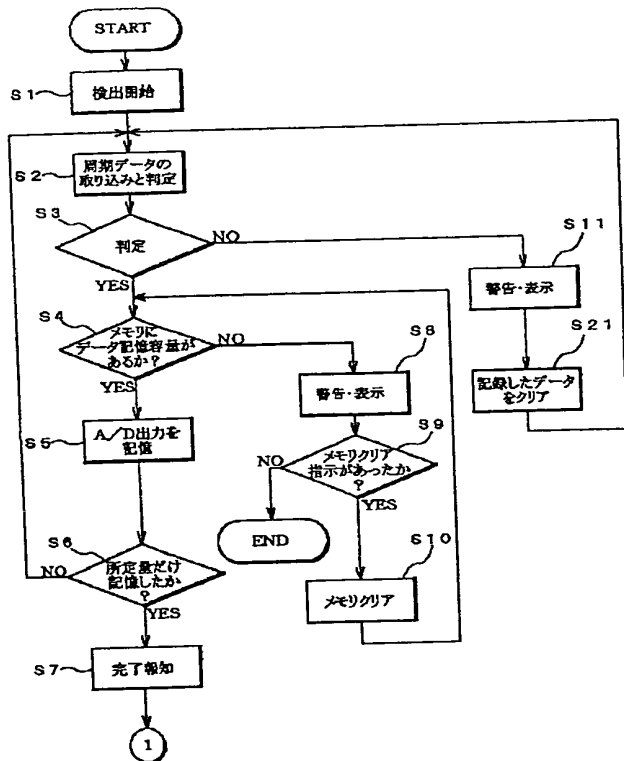 START
S1
検出開始
S2
周期データの
取り込みと判定
S3
判定
NO
YES
S11
警告・表示
S21
記録したデータ
をクリア
S4
メモリに
データ記憶容量が
あるか？
NO
YES
S8
警告・表示
S5
A／D出力を
記憶
S9
メモリクリア
指示があったか
？
NO
YES
END
S10
メモリクリア
S6
所定量だけ
記憶したか
？
NO
YES
S7
完了報知
1